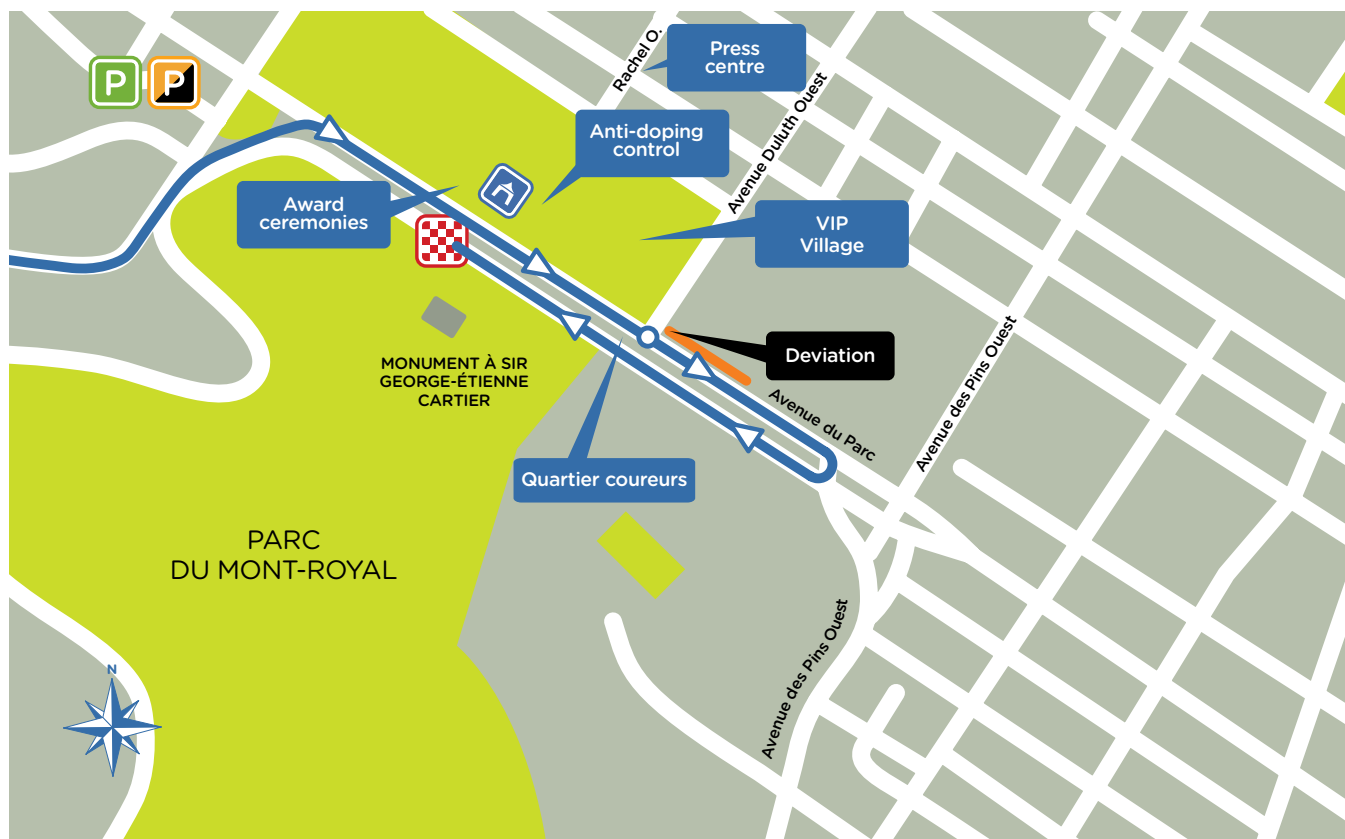 P
P
Rachel O.
Press
centre
Anti-doping
control
Avenue Duluth Ouest
Award
ceremonies
VIP
Village
Deviation
MONUMENT À SIR
GEORGE-ÉTIENNE
CARTIER
Avenue du Parc
Avenue des Pins Ouest
Quartier coureurs
PARC
DU MONT-ROYAL
Avenue des Pins Ouest
N